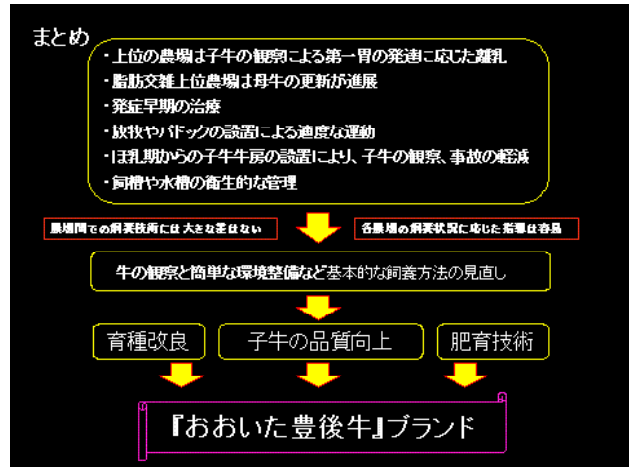 まとめ
・上位の農場は子牛の観察による第一胃の発達に応じた離乳
・脂肪交雑上位農場は母牛の更新が進展
・発症早期の治療
・放牧やパドックの設置による適度な運動
・ほ乳期からの子牛牛房の設置により、子牛の観察、事故の軽減
・飼槽や水槽の衛生的な管理
農場間での飼養技術には大きな差はない
各農場の飼養状況に応じた指導は容易
牛の観察と簡単な環境整備など基本的な飼養方法の見直し
育種改良
子牛の品質向上
肥育技術
『おおいた豊後牛』ブランド